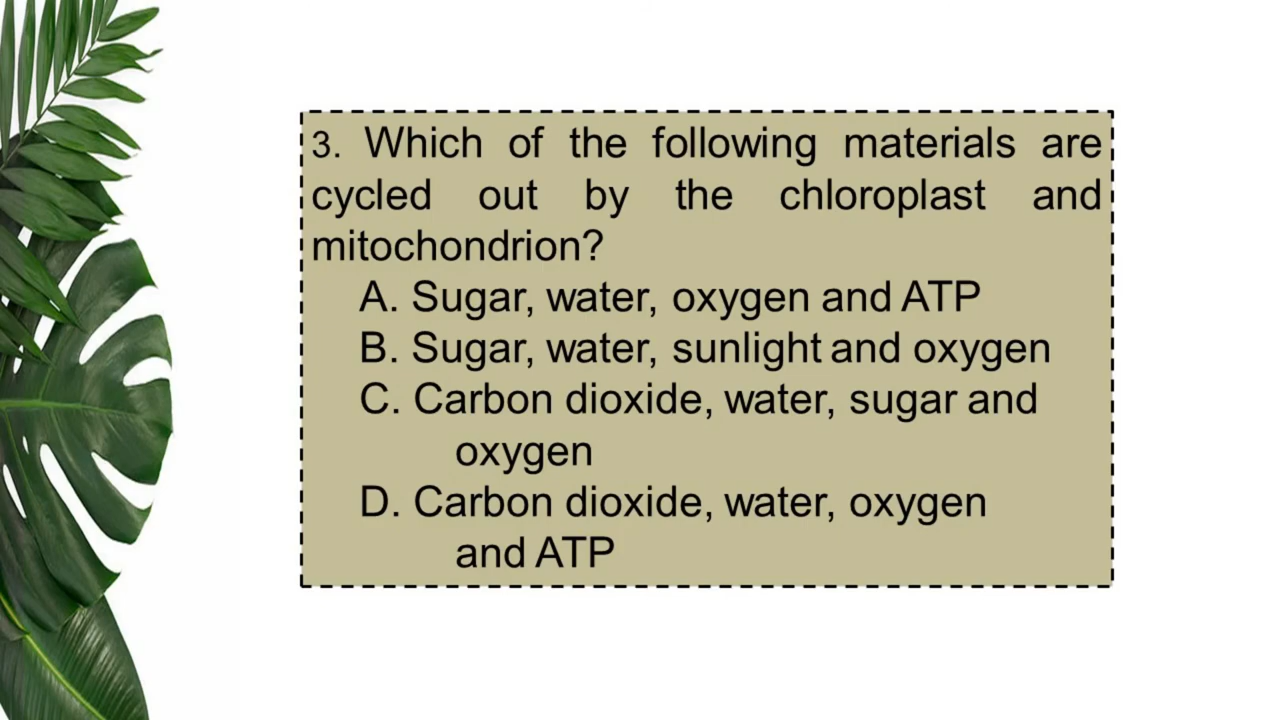 3. Which of the following materials are
cycled out by the chloroplast and
mitochondrion?
A. Sugar, water, oxygen and ATP
B. Sugar, water, sunlight and oxygen
C. Carbon dioxide, water, sugar and
oxygen
D. Carbon dioxide, water, oxygen
and ATP